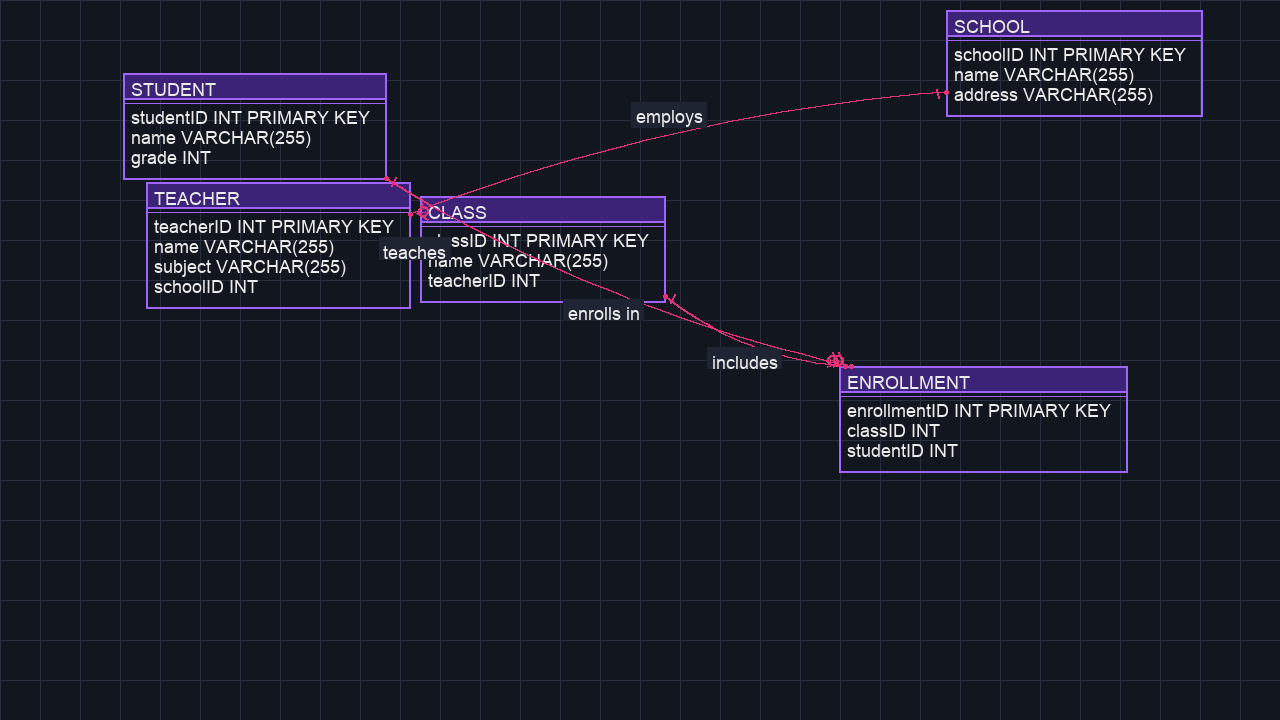 SCHOOL
schoolID INT PRIMARY KEY
name VARCHAR(255)
address VARCHAR(255)
STUDENT
studentID INT PRIMARY KEY
name VARCHAR(255)
grade INT
employs
TEACHER
teacherID INT PRIMARY KEY
name VARCHAR(255)
subject VARCHAR(255)
schoolID INT
teaches
CLASS
INT PRIMARY KEY
name VARCHAR(255)
teacherID INT
enrolls in
includes
ENROLLMENT
enrollmentID INT PRIMARY KEY
classID INT
studentID INT